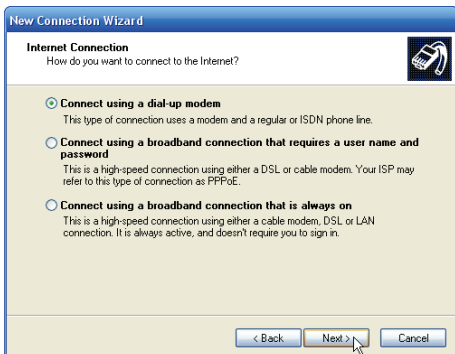 New Connection Wizard
Internet Connection
How do you want to connect to the Internet?
Connect using a dial-up modem
This type of connection uses a modem and a regular or ISDN phone line.
Connect using a broadband connection that requires a user name and
password
This is a high-speed connection using either a DSL or cable modem. Your ISP may
refer to this type of connection as PPPoE.
Connect using a broadband connection that is always on
This is a high-speed connection using either a cable modem, DSL or LAN
connection. It is always active, and doesn't require you to sign in.
< Back Next > Cancel